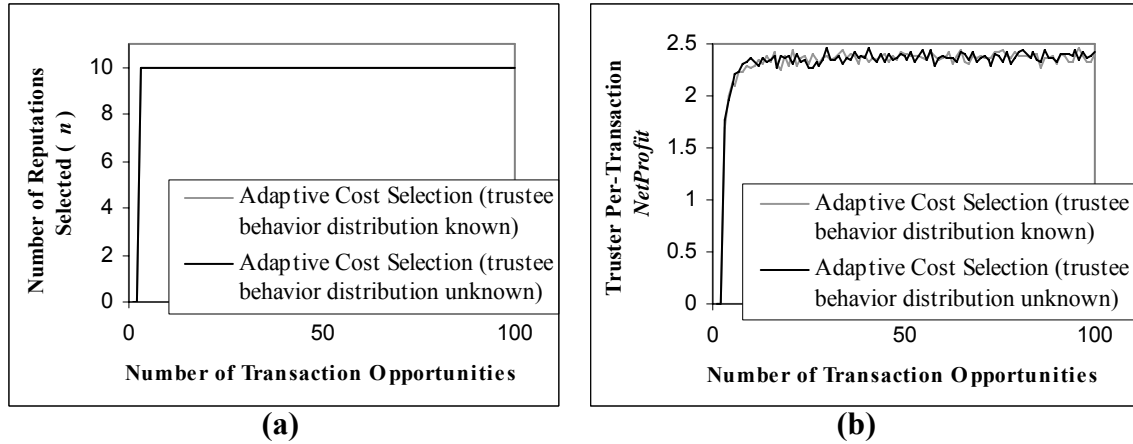 Number of Reputations
Selected ( n )
10
8
6
4
2
0
0
50
100
Adaptive Cost Selection (trustee
behavior distribution known)
Adaptive Cost Selection (trustee
behavior distribution unknown)
Number of Transaction Opportunities
(a)
Truster Per-Transaction
NetProfit
2.5
2
1.5
1
0.5
0
0
50
100
Adaptive Cost Selection (trustee
behavior distribution known)
Adaptive Cost Selection (trustee
behavior distribution unknown)
Number of Transaction Opportunities
(b)